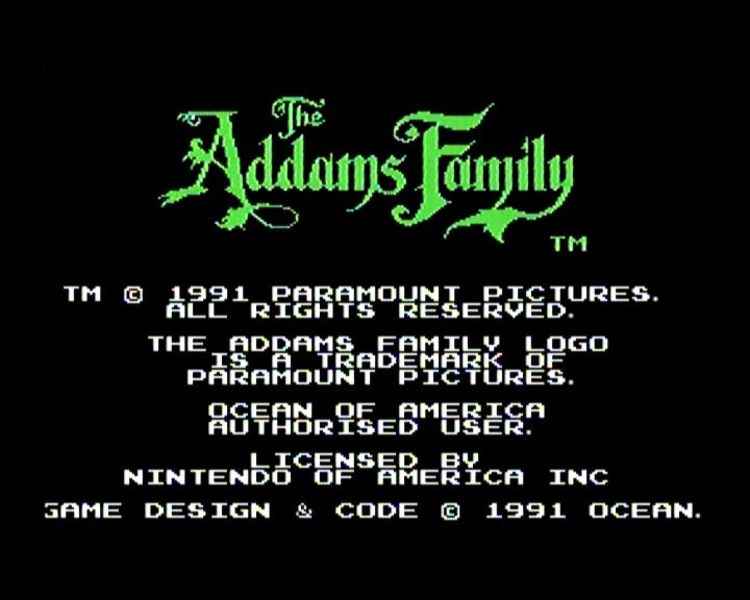 The
Addams Family
TM
TM © 1991 PARAMOUNT PICTURES.
ALL RIGHTS RESERVED.
THE ADDAMS FAMILY LOGO
IS A TRADEMARK OF
PARAMOUNT PICTURES.
OCEAN OF AMERICA
AUTHORISED USER.
LICENSED BY
NINTENDO OF AMERICA INC
GAME DESIGN & CODE © 1991 OCEAN.